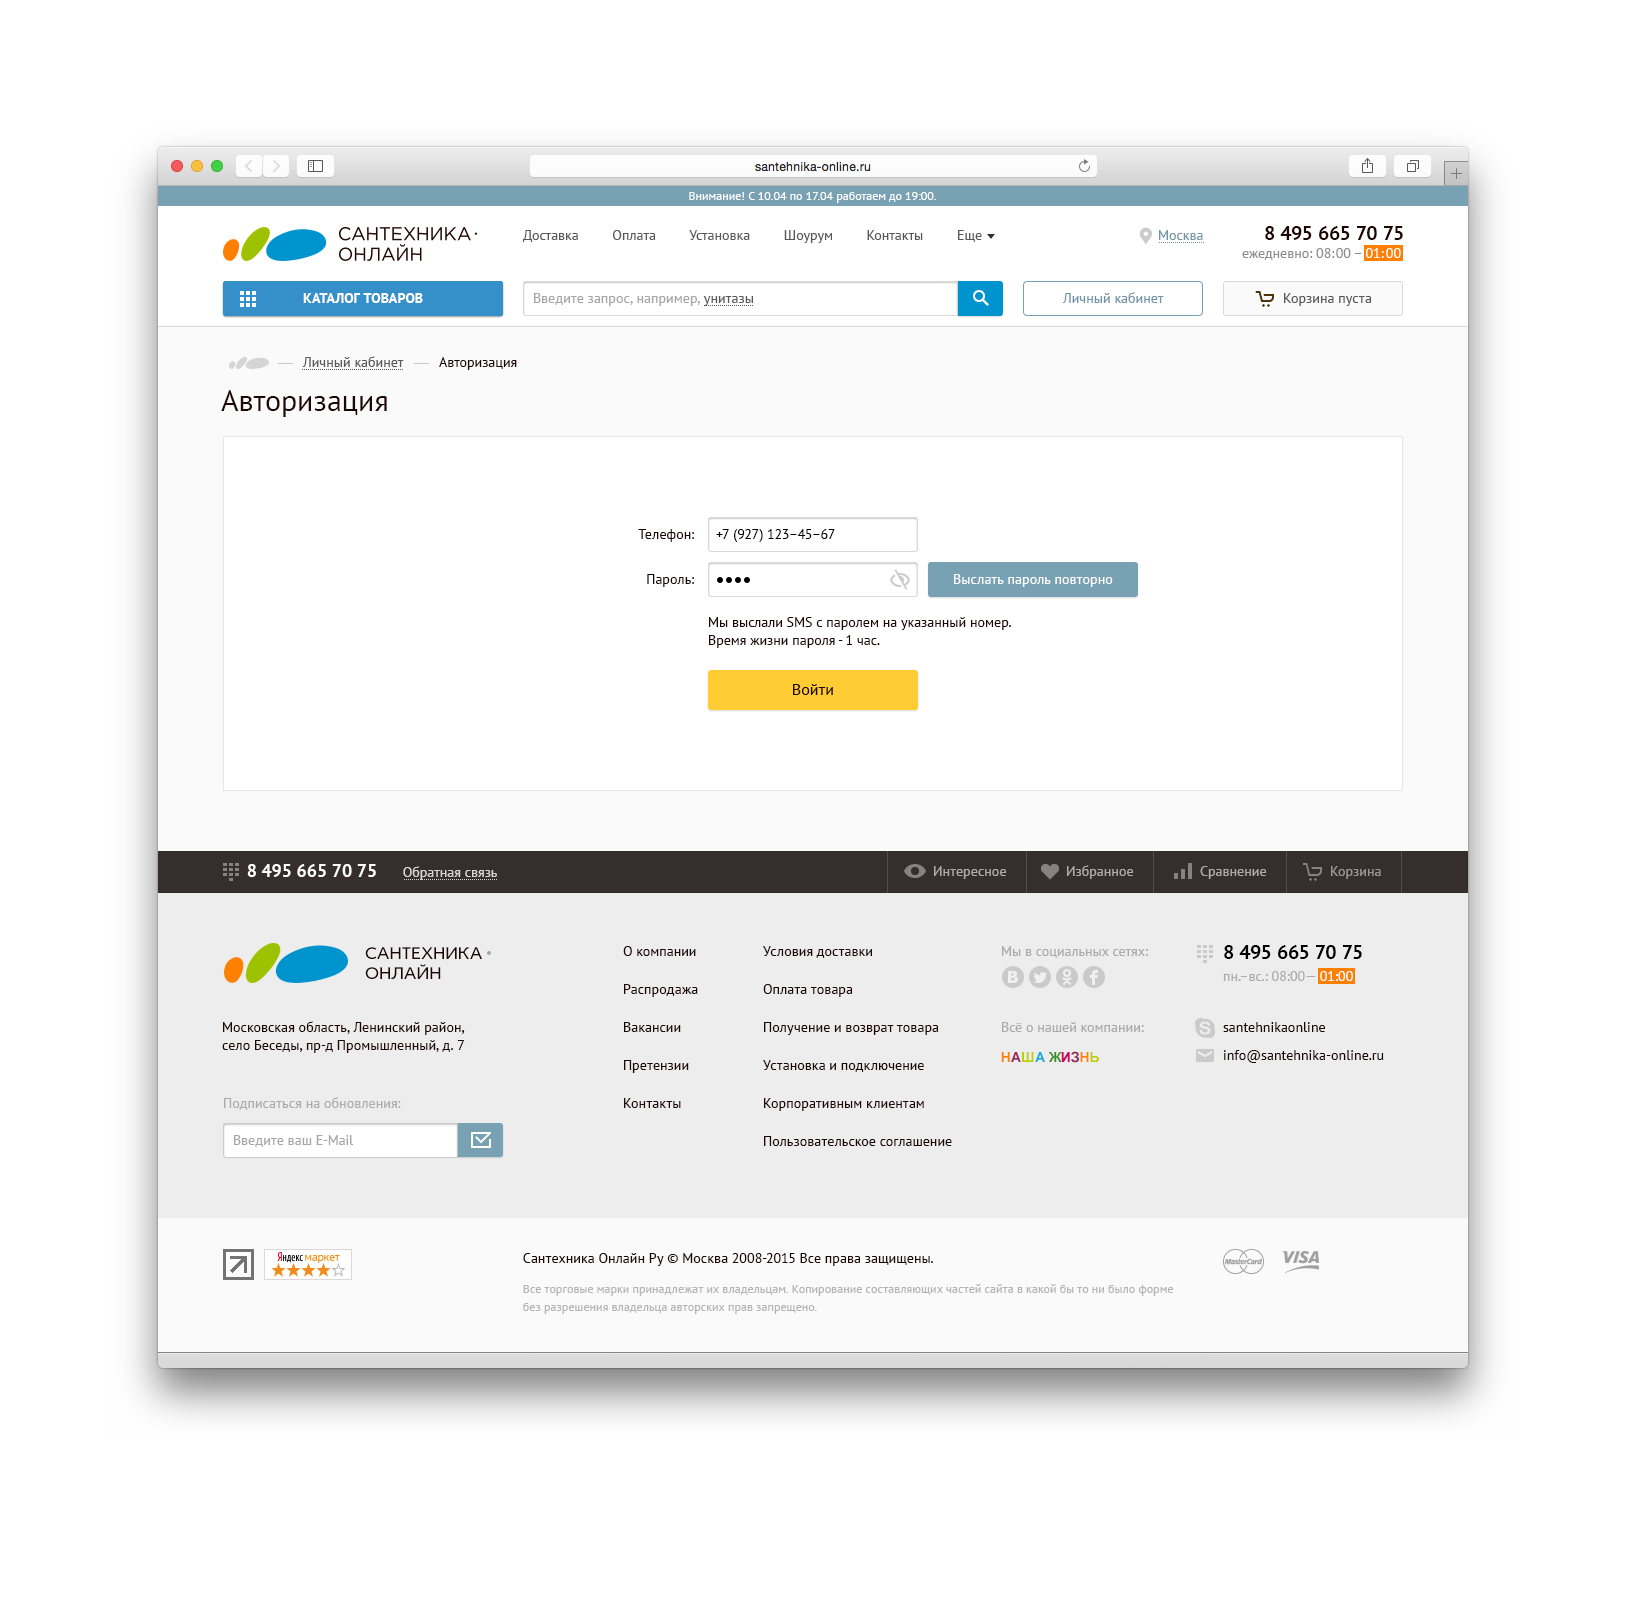 santehnika-online.ru
Внимание! С 10.04 по 17.04 работаем до 19:00.
САНТЕХНИКА
ОНЛАЙН
Доставка Оплата Установка Шоурум Контакты Еще
Москва
8 495 665 70 75
ежедневно: 08:00 – 01:00
КАТАЛОГ ТОВАРОВ
Введите запрос, например, унитазы
Личный кабинет
Корзина пуста
— Личный кабинет — Авторизация
Авторизация
Телефон: +7 (927) 123–45–67
Пароль: ●●●● Выслать пароль повторно
Мы выслали SMS с паролем на указанный номер.
Время жизни пароля - 1 час.
Войти
8 495 665 70 75 Обратная связь Интересное Избранное Сравнение Корзина
САНТЕХНИКА
ОНЛАЙН
Московская область, Ленинский район,
село Беседы, пр-д Промышленный, д. 7
Подписаться на обновления:
Введите ваш E-Mail
О компании
Распродажа
Вакансии
Претензии
Контакты
Условия доставки
Оплата товара
Получение и возврат товара
Установка и подключение
Корпоративным клиентам
Пользовательское соглашение
Мы в социальных сетях:
Всё о нашей компании:
НАША ЖИЗНЬ
8 495 665 70 75
пн.–вс.: 08:00— 01:00
santehnikaonline
info@santehnika-online.ru
Яндекс маркет
Сантехника Онлайн Ру © Москва 2008-2015 Все права защищены.
Все торговые марки принадлежат их владельцам. Копирование составляющих частей сайта в какой бы то ни было форме
без разрешения владельца авторских прав запрещено.
MasterCard VISA